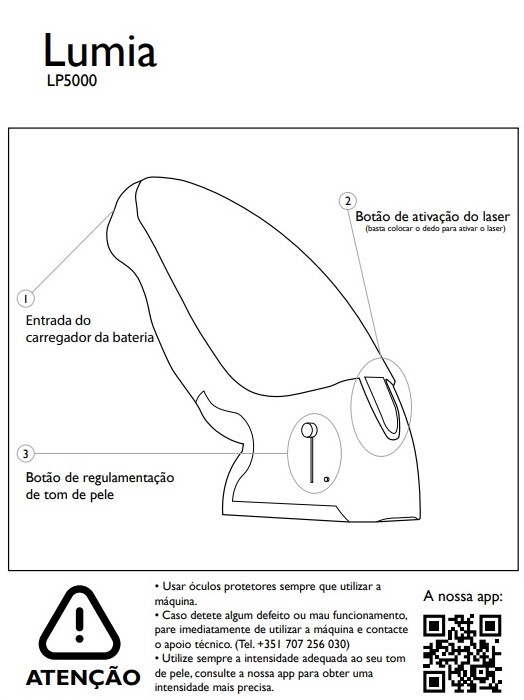 Lumia
LP5000
2
Botão de ativação do laser
(basta colocar o dedo para ativar o laser)
1
Entrada do
carregador da bateria
3
Botão de regulamentação
de tom de pele
ATENÇÃO
• Usar óculos protetores sempre que utilizar a
máquina.
• Caso detete algum defeito ou mau funcionamento,
pare imediatamente de utilizar a máquina e contacte
o apoio técnico. (Tel. +351 707 256 030)
• Utilize sempre a intensidade adequada ao seu tom
de pele, consulte a nossa app para obter uma
intensidade mais precisa.
A nossa app: